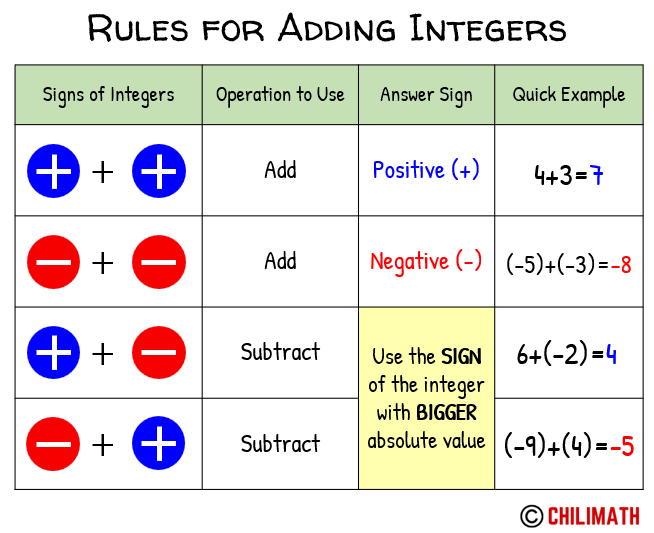 Rules for Adding Integers
Signs of Integers Operation to Use Answer Sign Quick Example
+ + + Add Positive (+) 4+3=7
− + − Add Negative (-) (-5)+(-3)=-8
+ + − Subtract 6+(-2)=4
Use the SIGN
of the integer
with BIGGER
absolute value
− + + Subtract (-9)+(4)=-5
© CHILIMATH